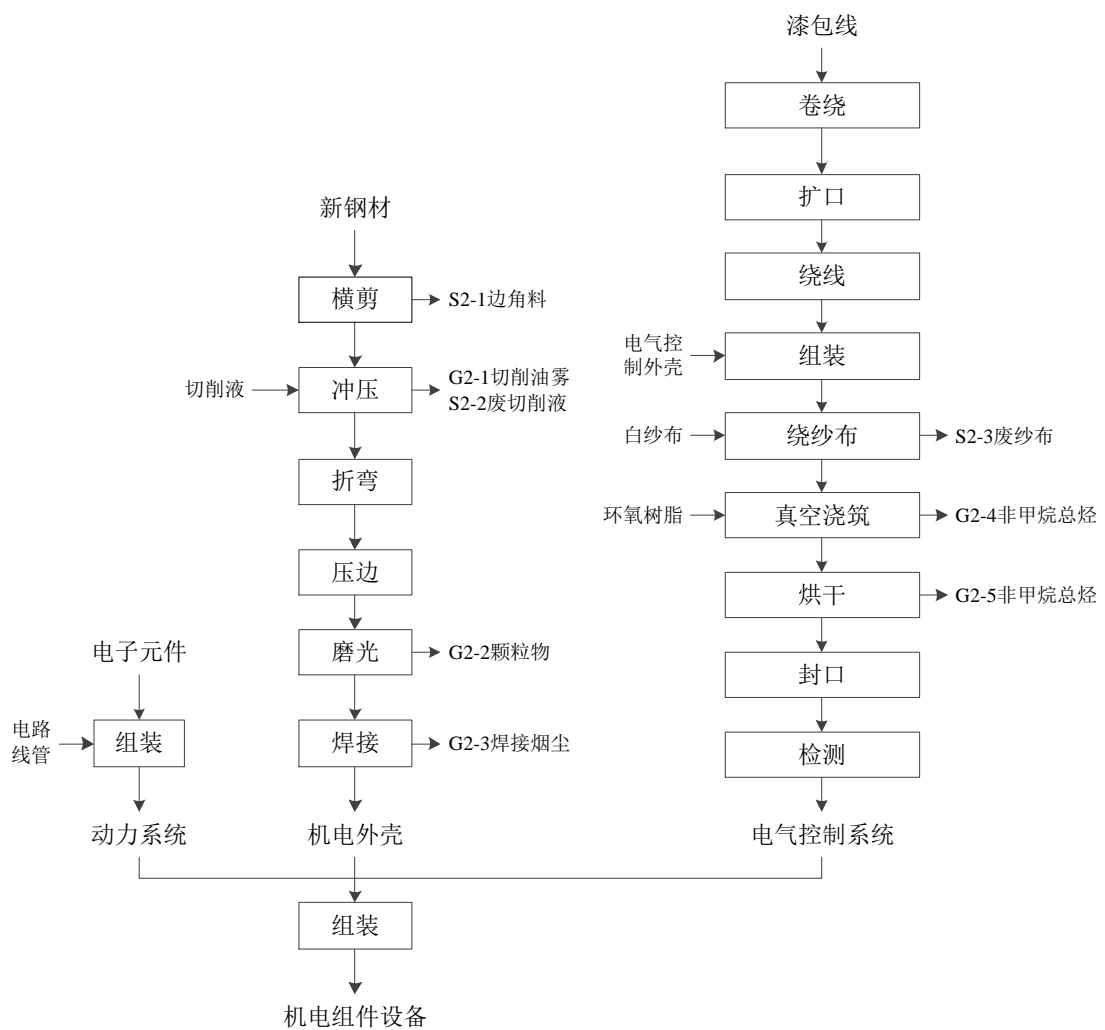 漆包线
卷绕
扩口
新钢材
绕线
横剪
S2-1边角料
电气控
制外壳
组装
切削液
冲压
G2-1切削油雾
S2-2废切削液
白纱布
绕纱布
S2-3废纱布
折弯
环氧树脂
真空浇筑
G2-4非甲烷总烃
压边
烘干
G2-5非甲烷总烃
电子元件
磨光
G2-2颗粒物
封口
电路
线管
组装
焊接
G2-3焊接烟尘
检测
动力系统
机电外壳
电气控制系统
组装
机电组件设备